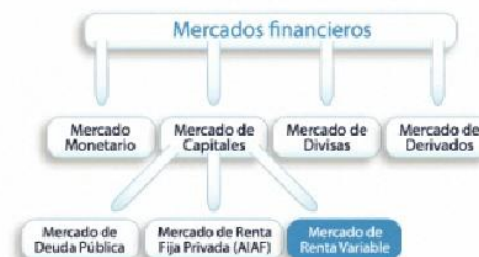 Mercados financieros
Mercado
Monetario
Mercado de
Capitales
Mercado de
Divisas
Mercado de
Derivados
Mercado de
Deuda Pública
Mercado de Renta
Fija Privada (AIAF)
Mercado de
Renta Variable